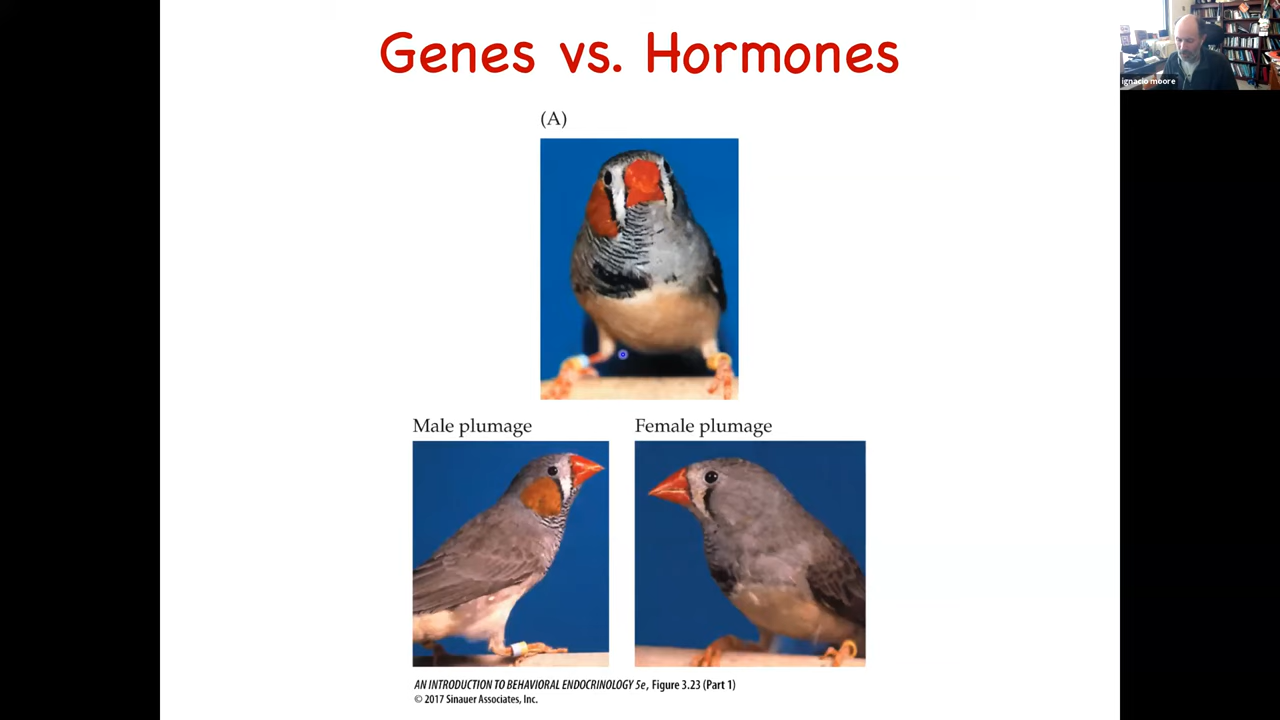 Genes vs. Hormones
ignacio moore
(A)
Male plumage
Female plumage
AN INTRODUCTION TO BEHAVIORAL ENDOCRINOLOGY 5e, Figure 3.23 (Part 1)
© 2017 Sinauer Associates, Inc.